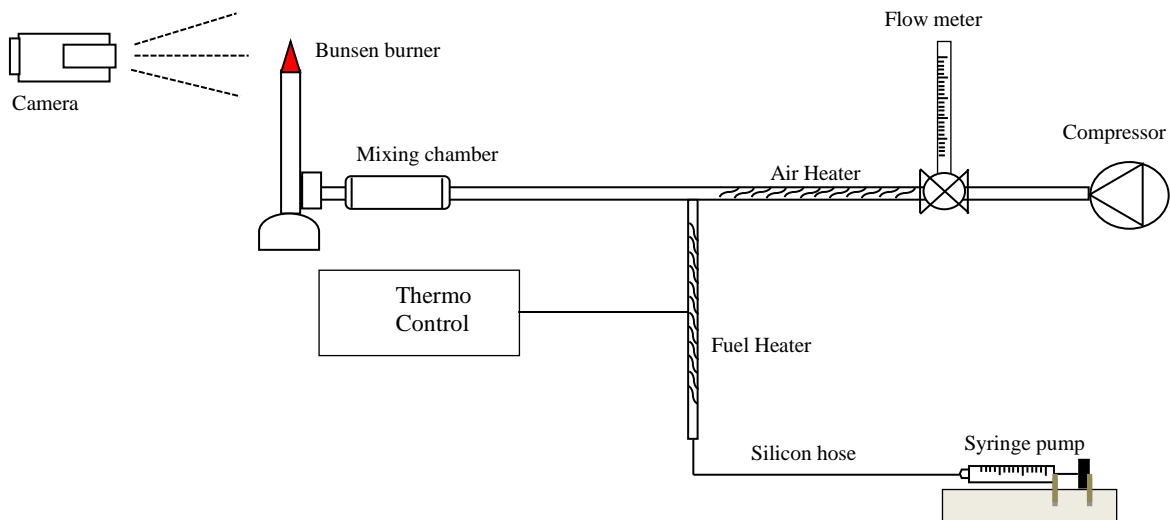 Flow meter
Bunsen burner
Camera
Compressor
Mixing chamber
Air Heater
Thermo
Control
Fuel Heater
Silicon hose
Syringe pump